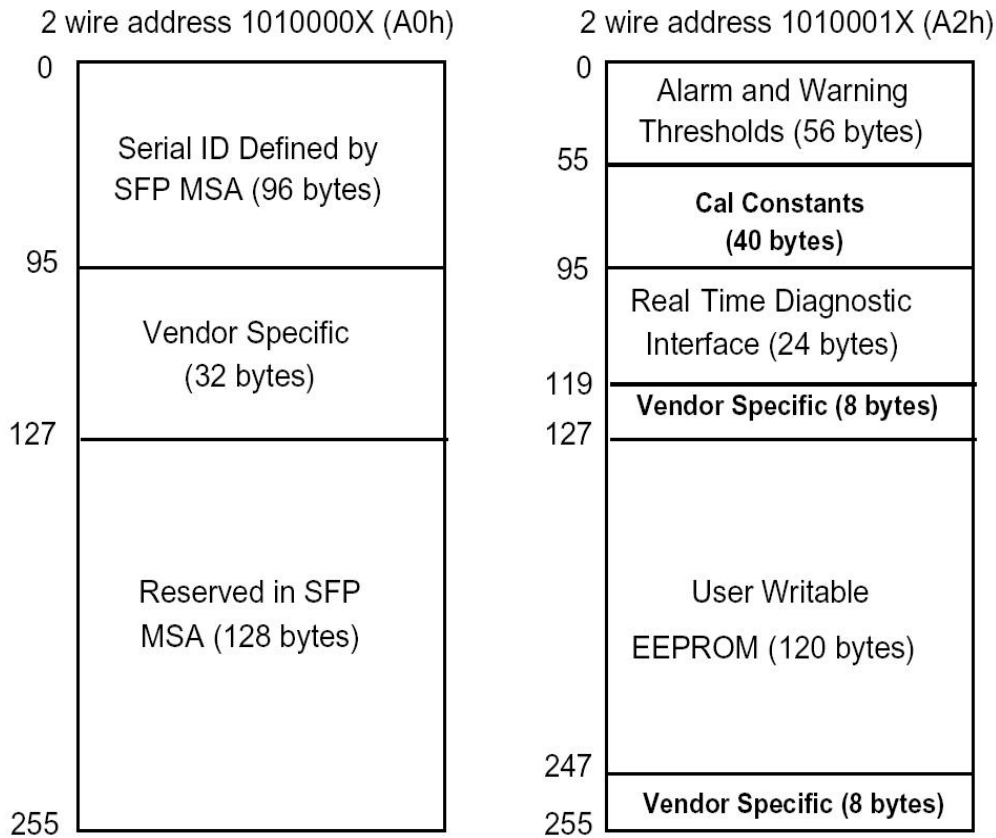 2 wire address 1010000X (A0h)
0
Serial ID Defined by
SFP MSA (96 bytes)
95
Vendor Specific
(32 bytes)
127
Reserved in SFP
MSA (128 bytes)
255
2 wire address 1010001X (A2h)
0
Alarm and Warning
Thresholds (56 bytes)
55
Cal Constants
(40 bytes)
95
Real Time Diagnostic
Interface (24 bytes)
119
Vendor Specific (8 bytes)
127
User Writable
EEPROM (120 bytes)
247
Vendor Specific (8 bytes)
255